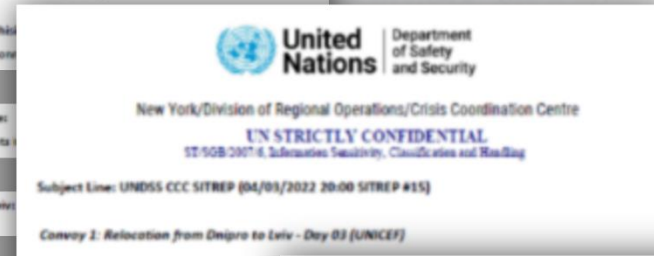 United Nations
Department of Safety and Security
New York/Division of Regional Operations/Crisis Coordination Centre
UN STRICTLY CONFIDENTIAL
ST/SGB/2007/6, Information Sensitivity, Classification and Handling
Subject Line: UNDSS CCC SITREP (04/03/2022 20:00 SITREP #15)
Convoy 1: Relocation from Dnipro to Lviv - Day 03 (UNICEF)